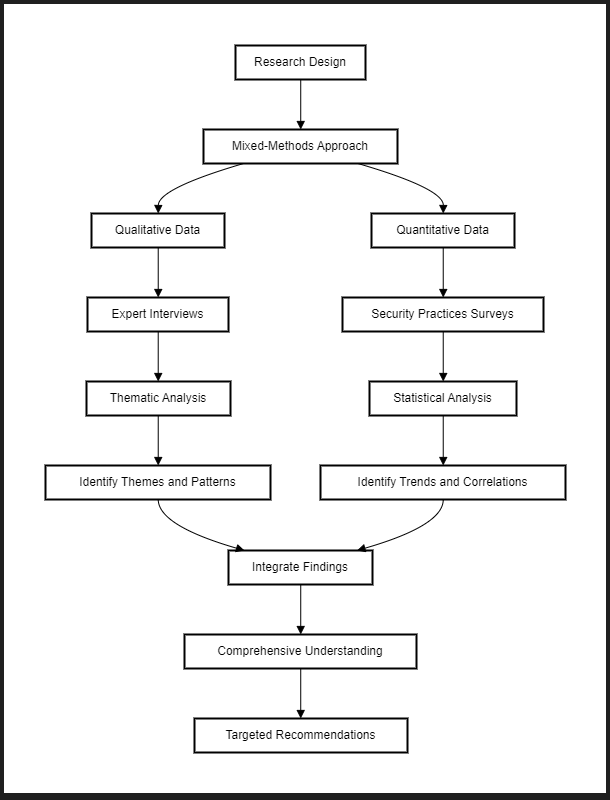 Research Design
Mixed-Methods Approach
Qualitative Data
Quantitative Data
Expert Interviews
Security Practices Surveys
Thematic Analysis
Statistical Analysis
Identify Themes and Patterns
Identify Trends and Correlations
Integrate Findings
Comprehensive Understanding
Targeted Recommendations